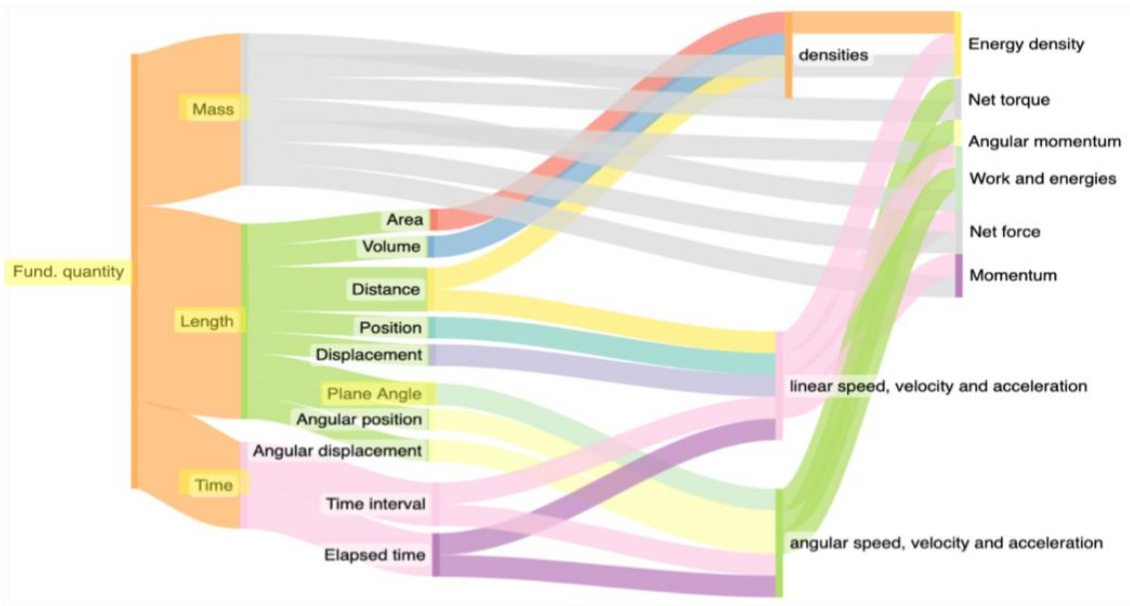 Fund. quantity
Mass
Length
Time
Area
Volume
Distance
Position
Displacement
Plane Angle
Angular position
Angular displacement
Time interval
Elapsed time
densities
linear speed, velocity and acceleration
angular speed, velocity and acceleration
Energy density
Net torque
Angular momentum
Work and energies
Net force
Momentum